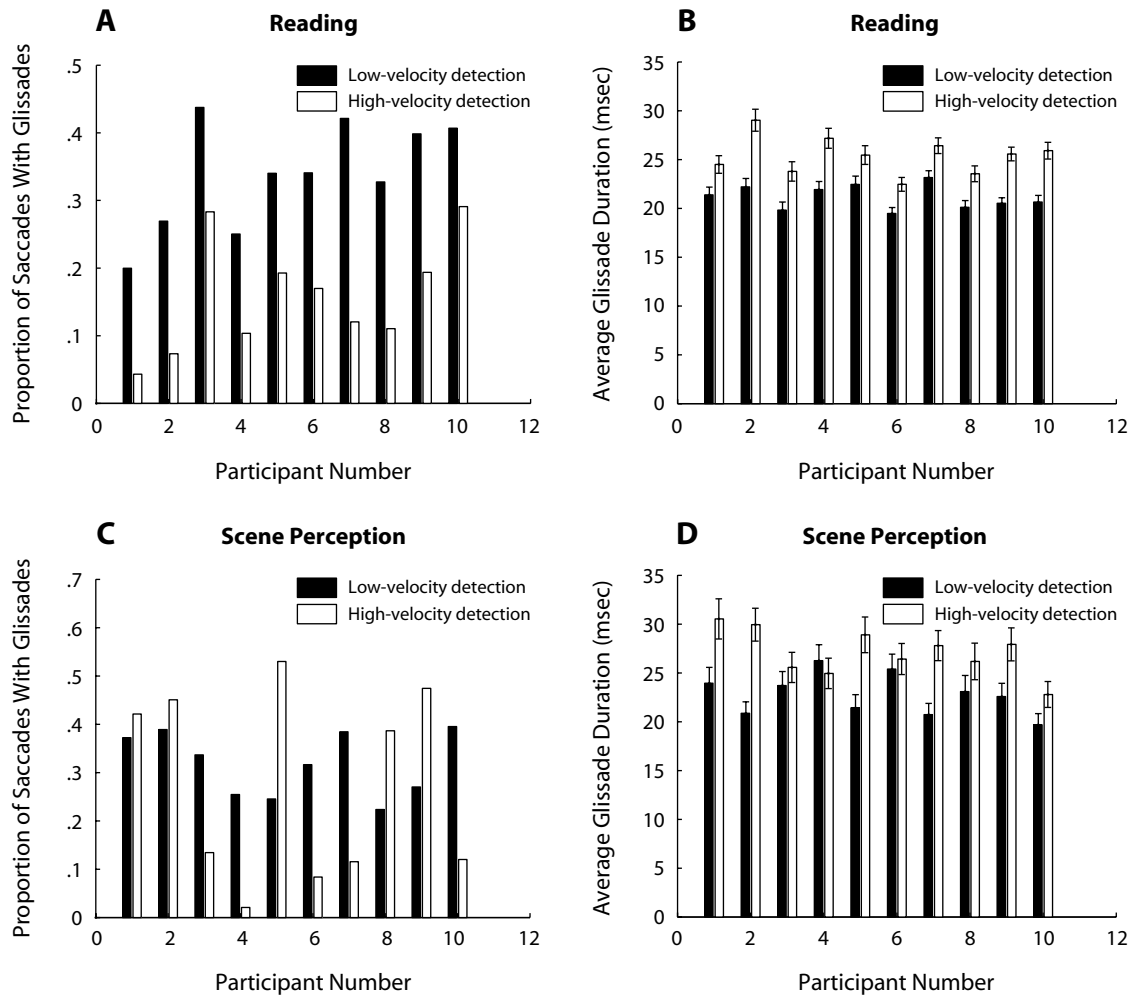 A
Reading
Proportion of Saccades With Glissades
.5
.4
.3
.2
.1
0
Low-velocity detection
High-velocity detection
0 2 4 6 8 10 12
Participant Number
B
Reading
Average Glissade Duration (msec)
35
30
25
20
15
10
5
0
Low-velocity detection
High-velocity detection
0 2 4 6 8 10 12
Participant Number
C
Scene Perception
Proportion of Saccades With Glissades
.7
.6
.5
.4
.3
.2
.1
0
Low-velocity detection
High-velocity detection
0 2 4 6 8 10 12
Participant Number
D
Scene Perception
Average Glissade Duration (msec)
35
30
25
20
15
10
5
0
Low-velocity detection
High-velocity detection
0 2 4 6 8 10 12
Participant Number